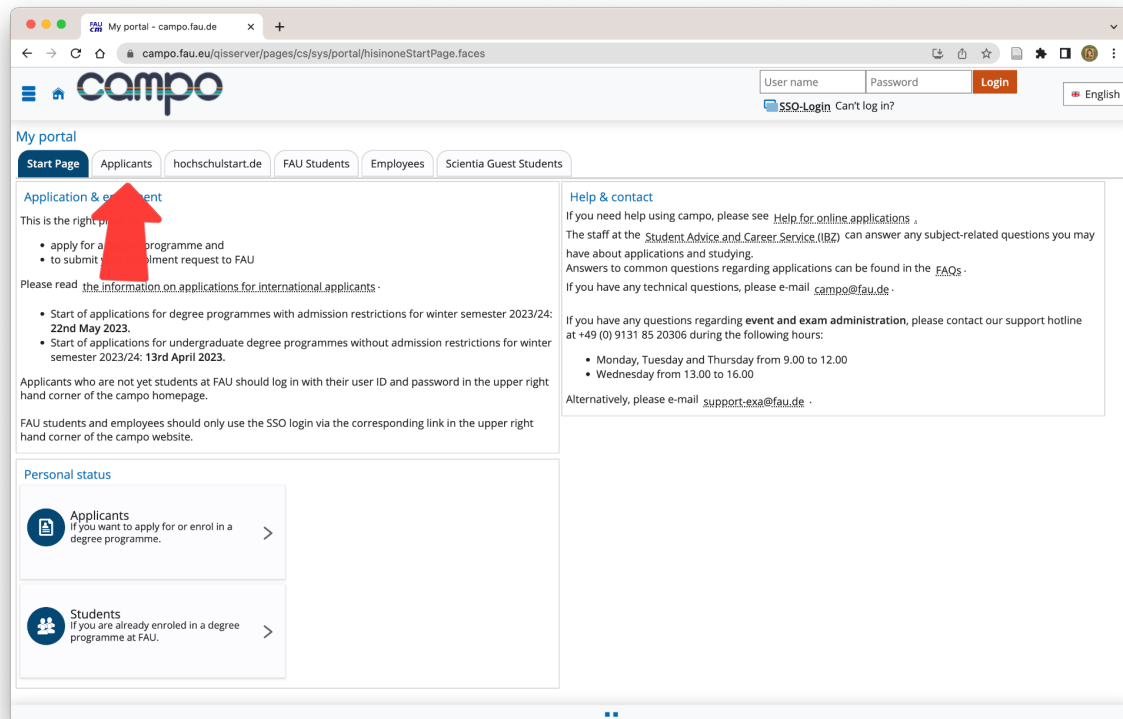 FAU cm My portal - campo.fau.de
campo.fau.eu/qisserver/pages/cs/sys/portal/hisinoneStartPage.faces
campo
User name Password Login
SSO-Login Can't log in?
English
My portal
Start Page Applicants hochschulstart.de FAU Students Employees Scientia Guest Students
Application &
This is the right
apply for a programme and
to submit enrolment request to FAU
Please read the information on applications for international applicants .
Start of applications for degree programmes with admission restrictions for winter semester 2023/24:
22nd May 2023.
Start of applications for undergraduate degree programmes without admission restrictions for winter
semester 2023/24: 13rd April 2023.
Applicants who are not yet students at FAU should log in with their user ID and password in the upper right
hand corner of the campo homepage.
FAU students and employees should only use the SSO login via the corresponding link in the upper right
hand corner of the campo website.
Help & contact
If you need help using campo, please see Help for online applications .
The staff at the Student Advice and Career Service (IBZ) can answer any subject-related questions you may
have about applications and studying.
Answers to common questions regarding applications can be found in the FAQs .
If you have any technical questions, please e-mail campo@fau.de .
If you have any questions regarding event and exam administration, please contact our support hotline
at +49 (0) 9131 85 20306 during the following hours:
Monday, Tuesday and Thursday from 9.00 to 12.00
Wednesday from 13.00 to 16.00
Alternatively, please e-mail support-exa@fau.de .
Personal status
Applicants
If you want to apply for or enrol in a
degree programme.
Students
If you are already enroled in a degree
programme at FAU.